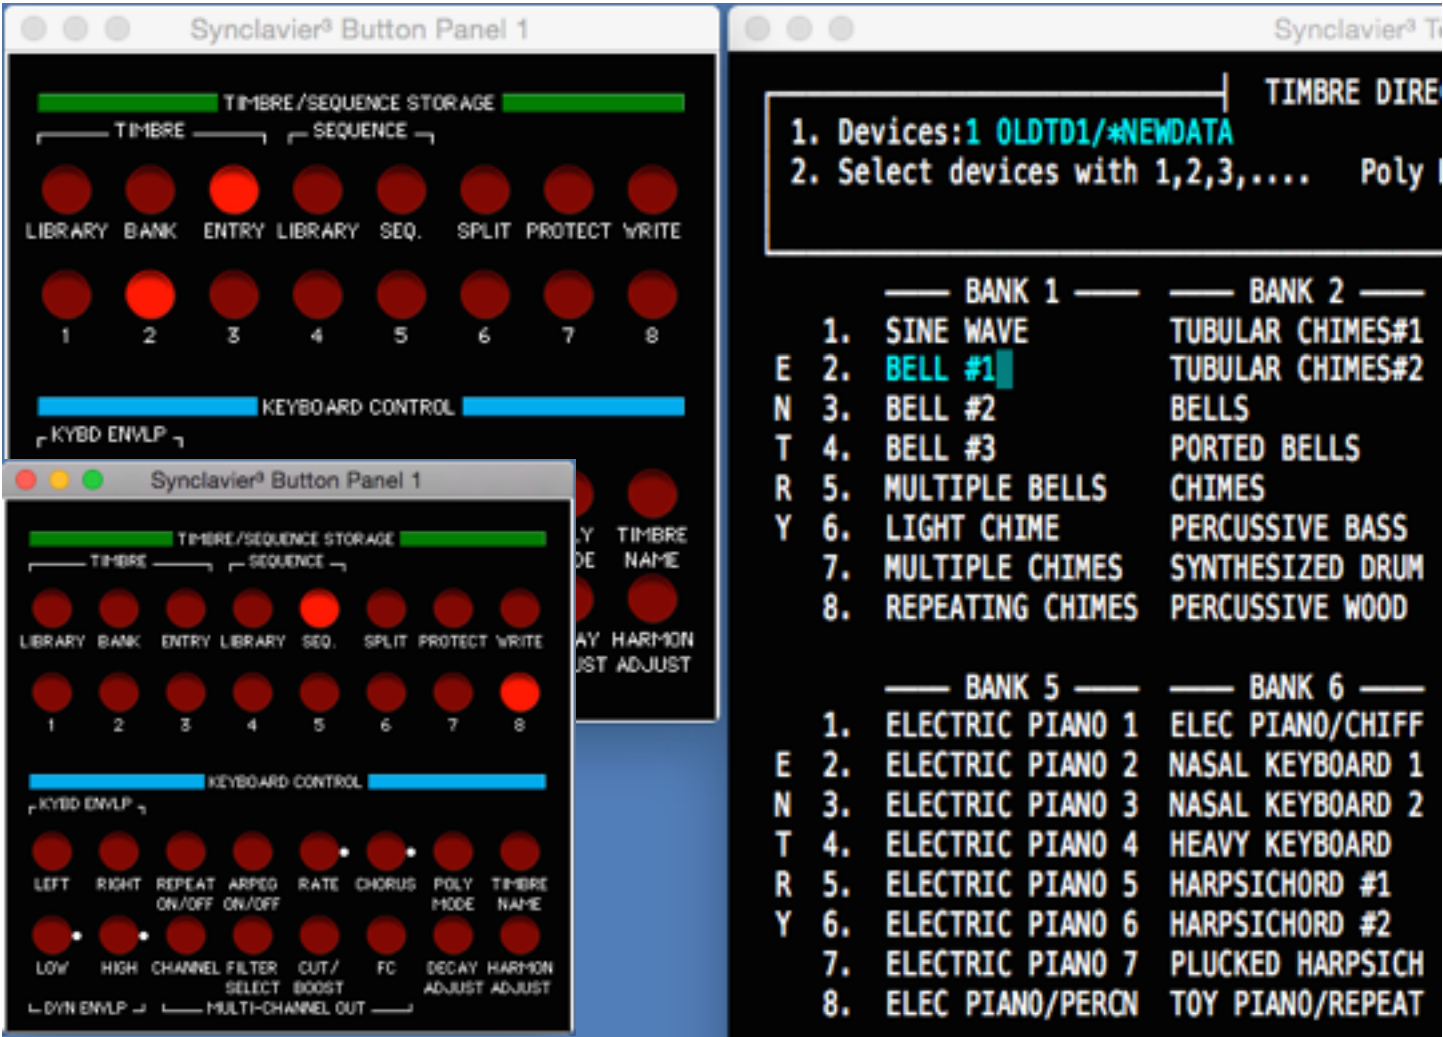 Synclavier³ Button Panel 1
TIMBRE/SEQUENCE STORAGE
TIMBRE SEQUENCE
LIBRARY BANK ENTRY LIBRARY SEQ. SPLIT PROTECT WRITE
1 2 3 4 5 6 7 8
KEYBOARD CONTROL
KYBD ENVLP
TIMBRE
NAME
HARMON
ADJUST
Synclavier³ Button Panel 1
TIMBRE/SEQUENCE STORAGE
TIMBRE SEQUENCE
LIBRARY BANK ENTRY LIBRARY SEQ. SPLIT PROTECT WRITE
1 2 3 4 5 6 7 8
KEYBOARD CONTROL
KYBD ENVLP
LEFT RIGHT REPEAT ARPEG RATE CHORUS POLY TIMBRE
ON/OFF ON/OFF MODE NAME
LOW HIGH CHANNEL FILTER CUT/ FC DECAY HARMON
SELECT BOOST ADJUST ADJUST
DYN ENVLP MULTI-CHANNEL OUT
Synclavier³ Te
TIMBRE DIRE
1. Devices:1 OLDTD1/*NEWDATA
2. Select devices with 1,2,3,.... Poly
BANK 1 BANK 2
1. SINE WAVE TUBULAR CHIMES#1
E 2. BELL #1 TUBULAR CHIMES#2
N 3. BELL #2 BELLS
T 4. BELL #3 PORTED BELLS
R 5. MULTIPLE BELLS CHIMES
Y 6. LIGHT CHIME PERCUSSIVE BASS
7. MULTIPLE CHIMES SYNTHESIZED DRUM
8. REPEATING CHIMES PERCUSSIVE WOOD
BANK 5 BANK 6
1. ELECTRIC PIANO 1 ELEC PIANO/CHIFF
E 2. ELECTRIC PIANO 2 NASAL KEYBOARD 1
N 3. ELECTRIC PIANO 3 NASAL KEYBOARD 2
T 4. ELECTRIC PIANO 4 HEAVY KEYBOARD
R 5. ELECTRIC PIANO 5 HARPSICHORD #1
Y 6. ELECTRIC PIANO 6 HARPSICHORD #2
7. ELECTRIC PIANO 7 PLUCKED HARPSICH
8. ELEC PIANO/PERCN TOY PIANO/REPEAT